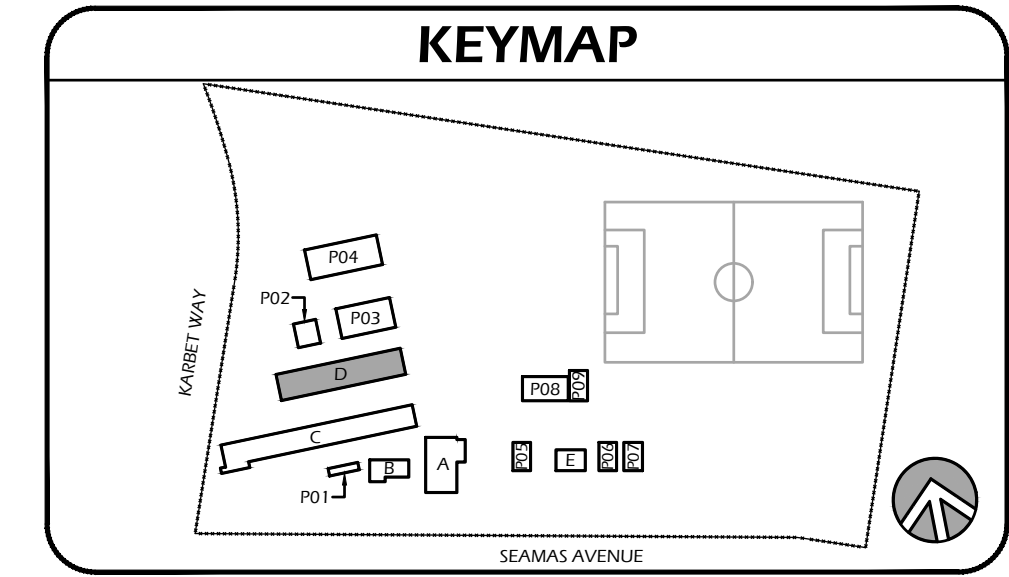 KEYMAP
P04
P02
P03
KARBET WAY
D
P08
P09
C
A
P05
E
P06
P07
B
P01
SEAMAS AVENUE